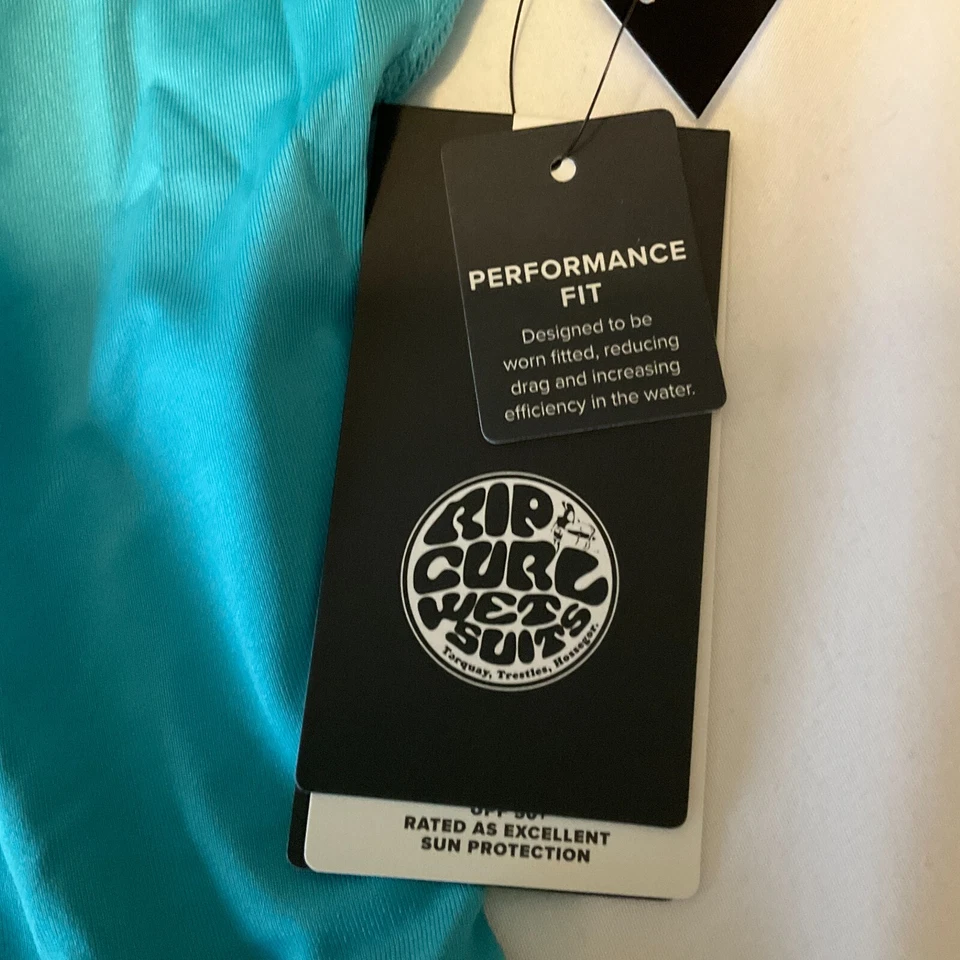 PERFORMANCE
FIT
Designed to be
worn fitted, reducing
drag and increasing
efficiency in the water.
RIP
CURL
WET
SUITS
Torquay, Trestles, Hossegor.
RATED AS EXCELLENT
SUN PROTECTION